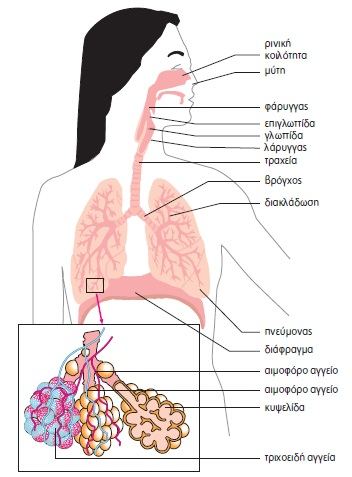 ρινική
κοιλότητα
μύτη
φάρυγγας
επιγλωττίδα
γλωττίδα
λάρυγγας
τραχεία
βρόγχος
διακλάδωση
πνεύμονας
διάφραγμα
αιμοφόρο αγγείο
αιμοφόρο αγγείο
κυψελίδα
τριχοειδή αγγεία